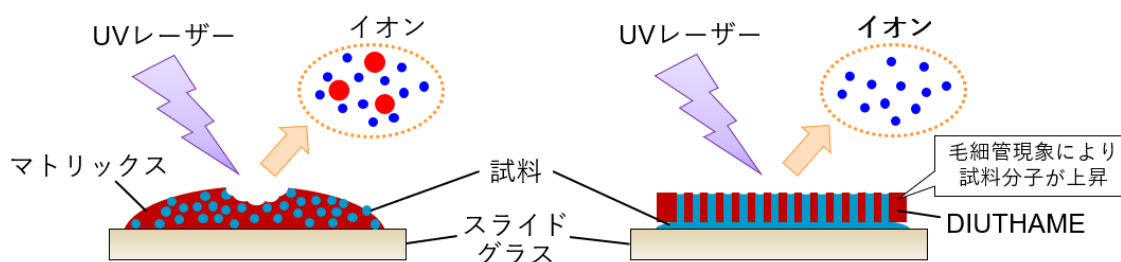 UVレーザー
イオン
マトリックス
試料
スライド
グラス
UVレーザー
イオン
毛細管現象により
試料分子が上昇
DIUTHAME